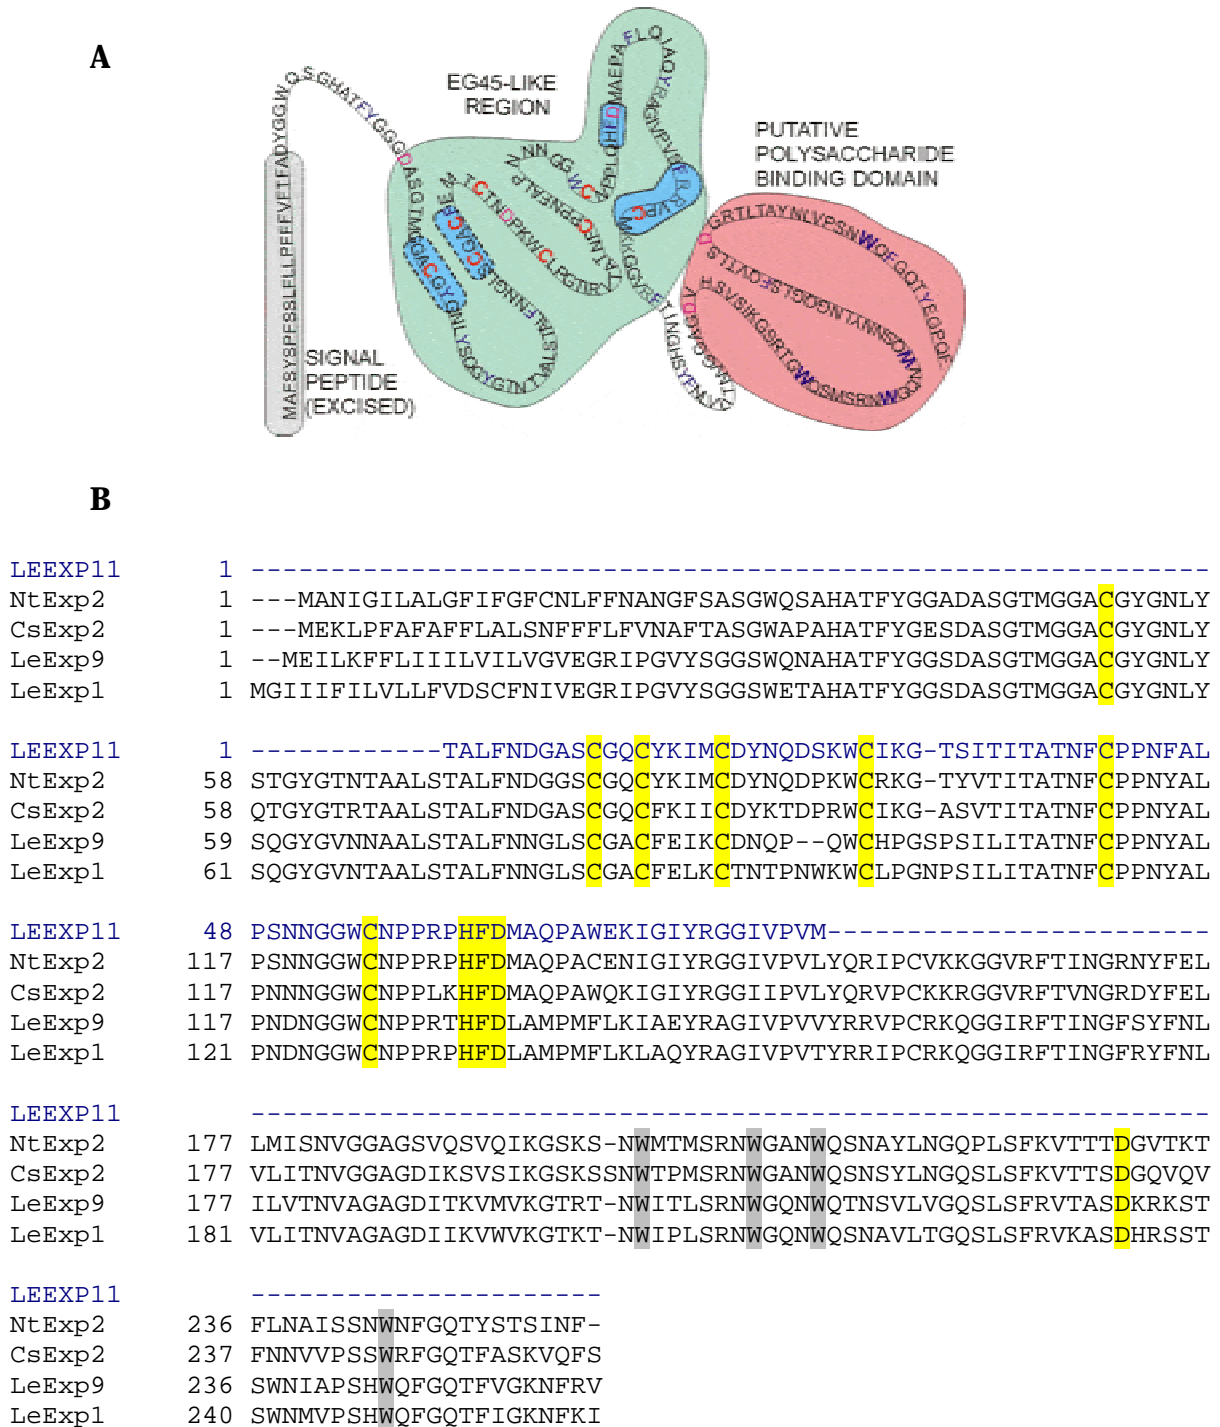 A
EG45-LIKE
REGION
PUTATIVE
POLYSACCHARIDE
BINDING DOMAIN
SIGNAL
PEPTIDE
(EXCISED)
B
LEEXP11 1 ------------------------------------------------------------
NtExp2 1 ---MANIGILALGFIFGFCNLFFNANGFSASGWQSAHATFYGGADASGTMGGACGYGNLY
CsExp2 1 ---MEKLPFAFAFFLALSNFFFLFVNAFTASGWAPAHATFYGESDASGTMGGACGYGNLY
LeExp9 1 --MEILKFFLIIILVILVGVEGRIPGVYSGGSWQNAHATFYGGSDASGTMGGACGYGNLY
LeExp1 1 MGIIIFILVLLFVDSCFNIVEGRIPGVYSGGSWETAHATFYGGSDASGTMGGACGYGNLY
LEEXP11 1 ------------TALFNDGASCGQCYKIMCDYNQDSKWCIKG-TSITITATNFCPPNFAL
NtExp2 58 STGYGTNTAALSTALFNDGGSCGQCYKIMCDYNQDPKWCRKG-TYVTITATNFCPPNYAL
CsExp2 58 QTGYGTRTAALSTALFNDGASCGQCFKIICDYKTDPRWCIKG-ASVTITATNFCPPNYAL
LeExp9 59 SQGYGVNNAALSTALFNNGLSCGACFEIKCDNQP--QWCHPGSPSILITATNFCPPNYAL
LeExp1 61 SQGYGVNTAALSTALFNNGLSCGACFELKCTNTPNWKWCLPGNPSILITATNFCPPNYAL
LEEXP11 48 PSNNGGWCNPPRPHFDMAQPAWEKIGIYRGGIVPVM------------------------
NtExp2 117 PSNNGGWCNPPRPHFDMAQPACENIGIYRGGIVPVLYQRIPCVKKGGVRFTINGRNYFEL
CsExp2 117 PNNNGGWCNPPLKHFDMAQPAWQKIGIYRGGIIPVLYQRVPCKKRGGVRFTVNGRDYFEL
LeExp9 117 PNDNGGWCNPPRTHFDLAMPMFLKIAEYRAGIVPVVYRRVPCRKQGGIRFTINGFSYFNL
LeExp1 121 PNDNGGWCNPPRPHFDLAMPMFLKLAQYRAGIVPVTYRRIPCRKQGGIRFTINGFRYFNL
LEEXP11 ------------------------------------------------------------
NtExp2 177 LMISNVGGAGSVQSVQIKGSKS-NWMTMSRNWGANWQSNAYLNGQPLSFKVTTTDGVTKT
CsExp2 177 VLITNVGGAGDIKSVSIKGSKSSNWTPMSRNWGANWQSNSYLNGQSLSFKVTTSDGQVQV
LeExp9 177 ILVTNVAGAGDITKVMVKGTRT-NWITLSRNWGQNWQTNSVLVGQSLSFRVTASDKRKST
LeExp1 181 VLITNVAGAGDIIKVWVKGTKT-NWIPLSRNWGQNWQSNAVLTGQSLSFRVKASDHRSST
LEEXP11 ----------------------
NtExp2 236 FLNAISSNWNFGQTYSTSINF-
CsExp2 237 FNNVVPSSWRFGQTFASKVQFS
LeExp9 236 SWNIAPSHWQFGQTFVGKNFRV
LeExp1 240 SWNMVPSHWQFGQTFIGKNFKI